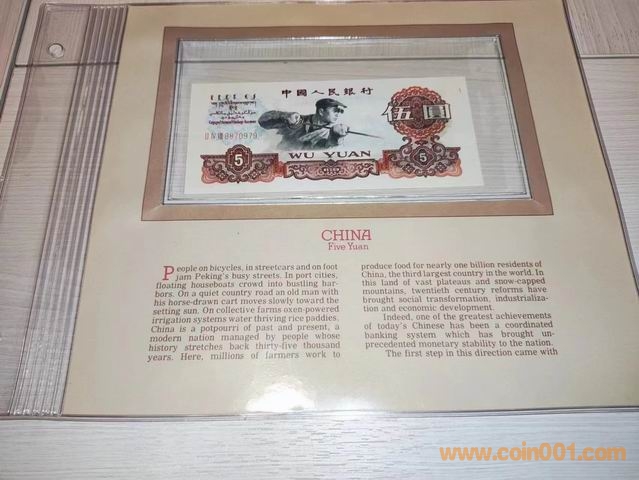 中國人民銀行
伍圓
II IV VIII 8870979
WU YUAN
5
5
CHINA
Five Yuan
People on bicycles, in streetcars and on foot
jam Peking's busy streets. In port cities,
floating houseboats crowd into bustling har-
bors. On a quiet country road an old man with
his horse-drawn cart moves slowly toward the
setting sun. On collective farms oxen-powered
irrigation systems water thriving rice paddies.
China is a potpourri of past and present, a
modern nation managed by people whose
history stretches back thirty-five thousand
years. Here, millions of farmers work to
produce food for nearly one billion residents of
China, the third largest country in the world. In
this land of vast plateaus and snow-capped
mountains, twentieth century reforms have
brought social transformation, industrializa-
tion and economic development.
Indeed, one of the greatest achievements
of today's Chinese has been a coordinated
banking system which has brought un-
precedented monetary stability to the nation.
The first step in this direction came with
www.coin001.com